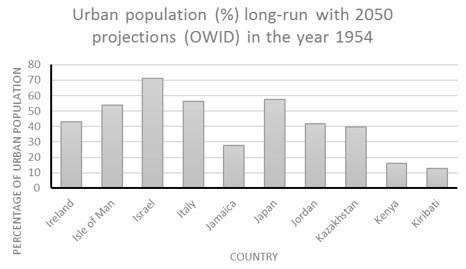 Urban population (%) long-run with 2050
projections (OWID) in the year 1954
PERCENTAGE OF URBAN POPULATION
80
70
60
50
40
30
20
10
0
Ireland
Isle of Man
Israel
Italy
Jamaica
Japan
Jordan
Kazakhstan
Kenya
Kiribati
COUNTRY